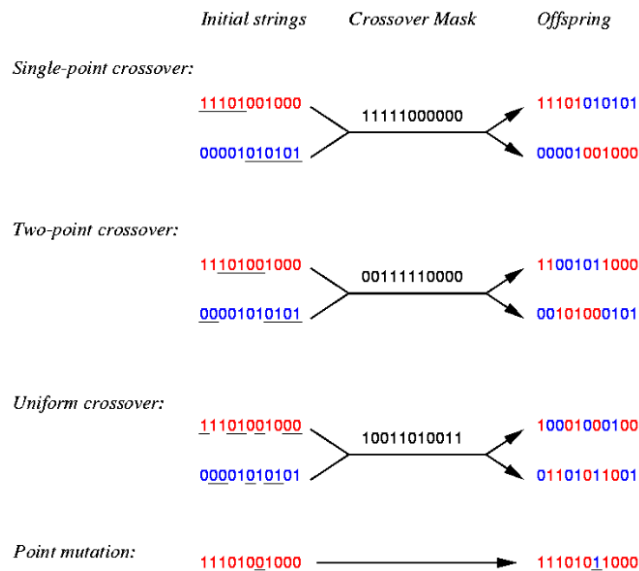 Initial strings Crossover Mask Offspring
Single-point crossover:
11101001000 11111000000 11101010101
00001010101 00001001000
Two-point crossover:
11101001000 00111110000 11001011000
00001010101 00101000101
Uniform crossover:
11101001000 10011010011 10001000100
00001010101 01101011001
Point mutation:
11101001000 11101011000